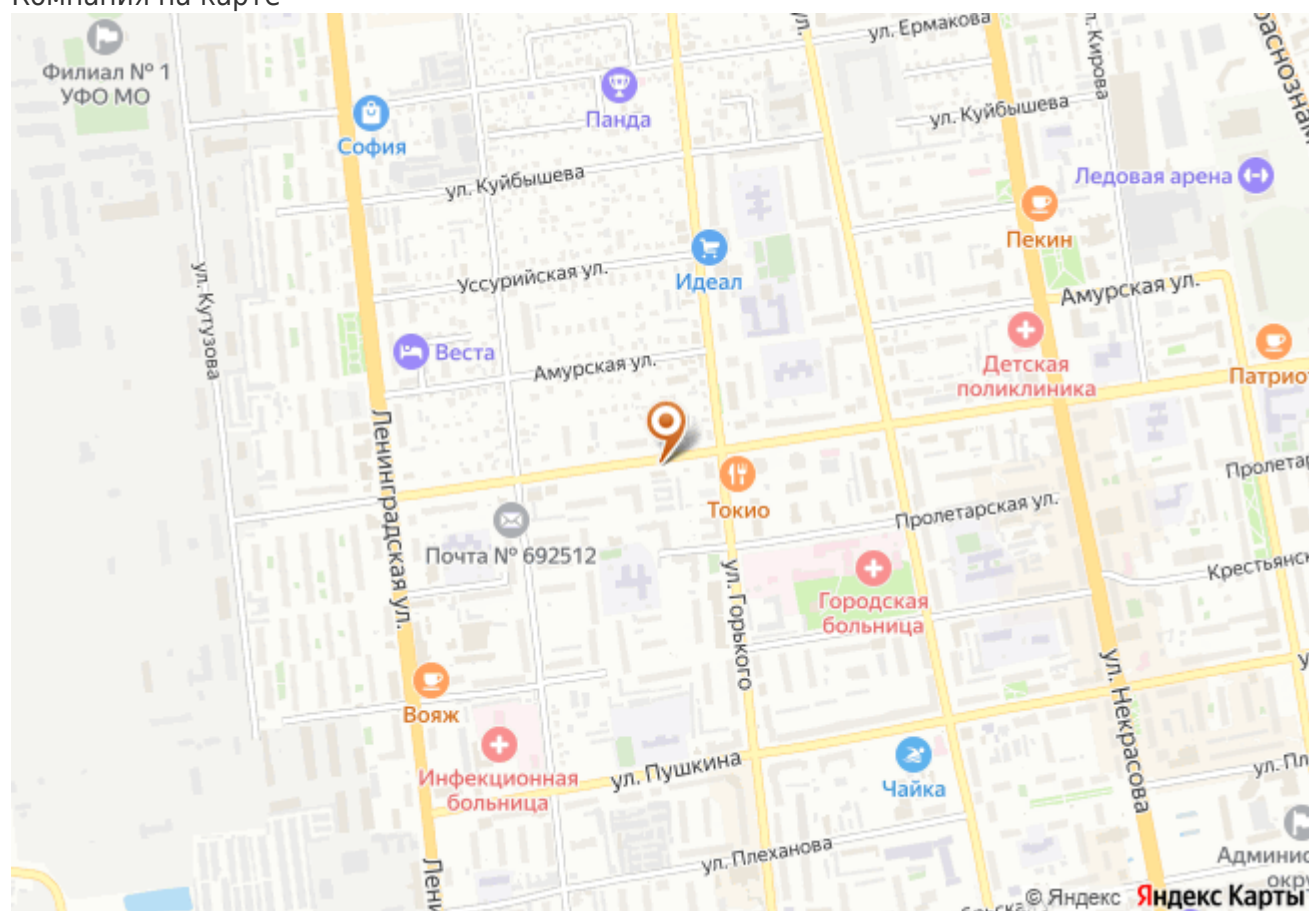 Компания на карте
ул. Ермакова
ул. Кирова
Филиал № 1
УФО МО
Панда
София
ул. Куйбышева
ул. Куйбышева
Ледовая арена
Пекин
ул. Кутузова
Уссурийская ул.
Идеал
Амурская ул.
Веста
Амурская ул.
Детская
поликлиника
Патриот
Ленинградская ул.
Токио
Почта № 692512
Пролетарская ул.
Пролетар
Крестьянск
Городская
больница
ул. Горького
Вояж
ул. Некрасова
Инфекционная
больница
ул. Пушкина
Чайка
ул. Пл
ул. Плеханова
Админис
окру
Лени
© Яндекс Яндекс Карты